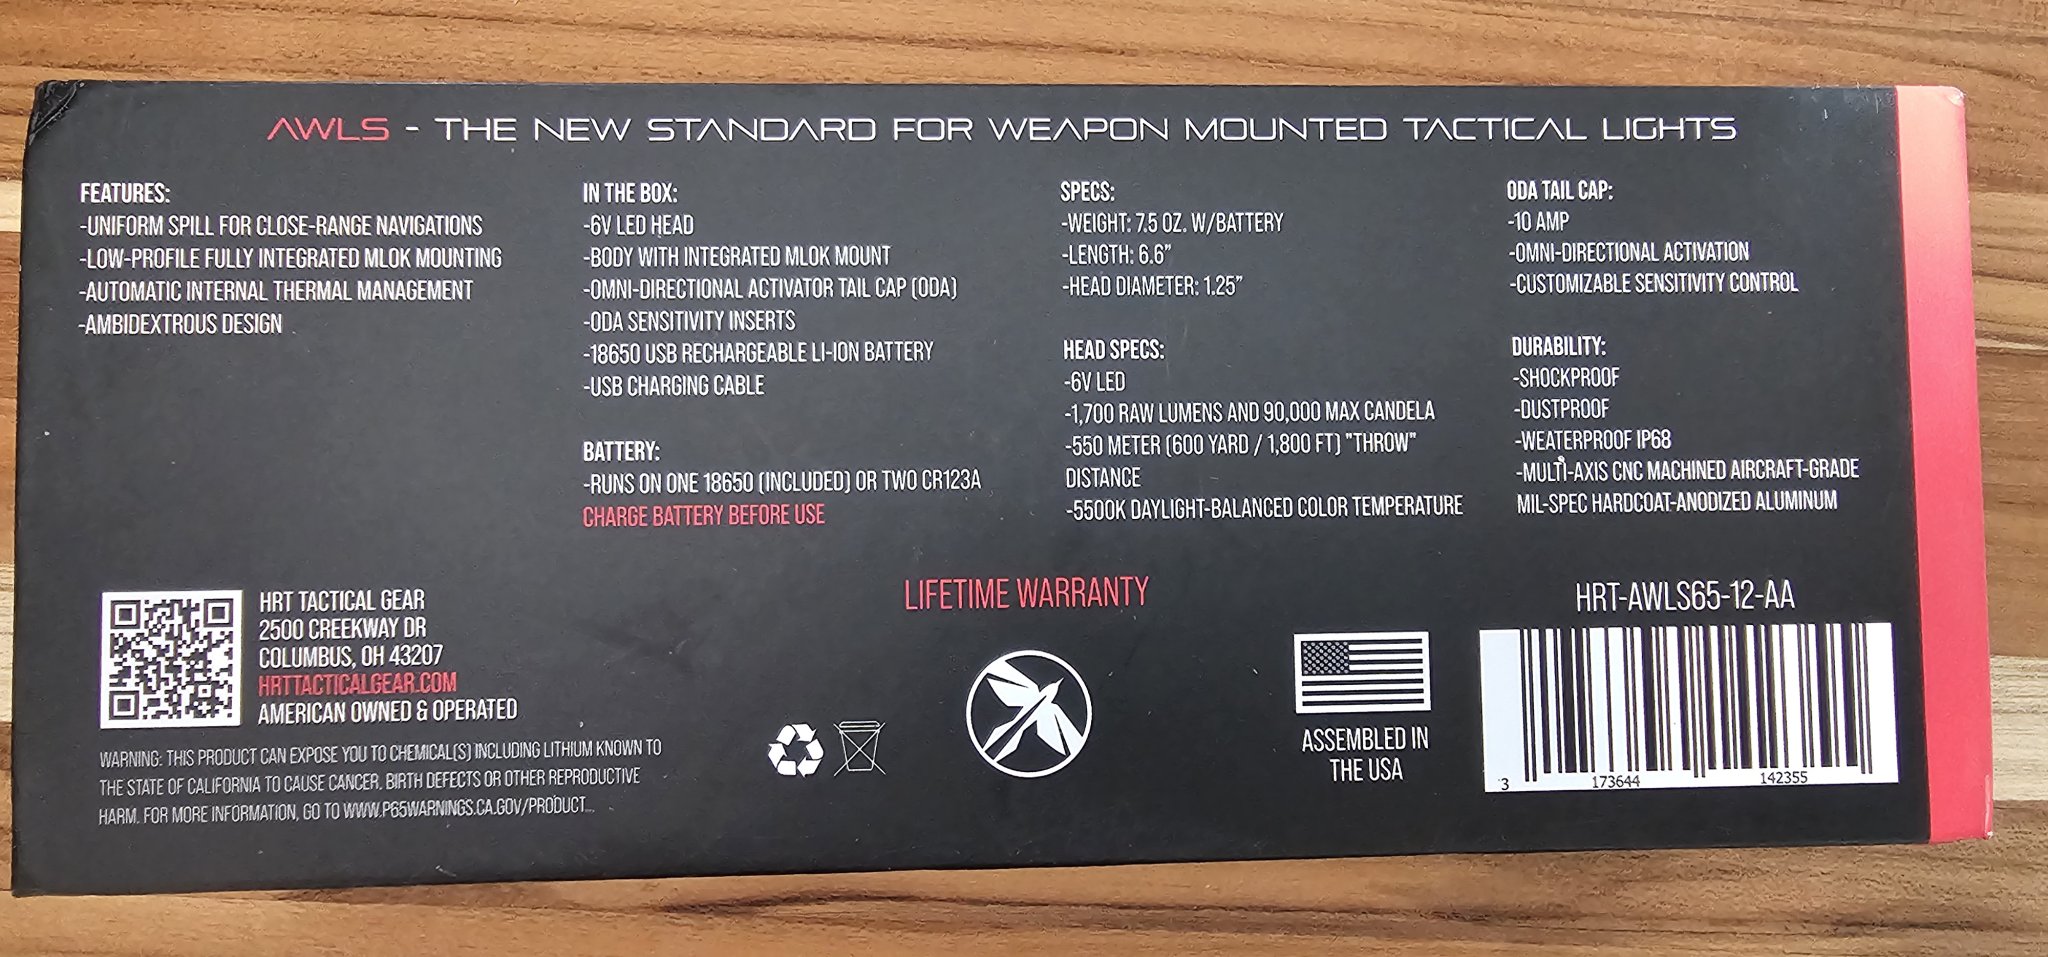 AWLS - THE NEW STANDARD FOR WEAPON MOUNTED TACTICAL LIGHTS
FEATURES:
-UNIFORM SPILL FOR CLOSE-RANGE NAVIGATIONS
-LOW-PROFILE FULLY INTEGRATED MLOK MOUNTING
-AUTOMATIC INTERNAL THERMAL MANAGEMENT
-AMBIDEXTROUS DESIGN
IN THE BOX:
-6V LED HEAD
-BODY WITH INTEGRATED MLOK MOUNT
-OMNI-DIRECTIONAL ACTIVATOR TAIL CAP (ODA)
-ODA SENSITIVITY INSERTS
-18650 USB RECHARGEABLE LI-ION BATTERY
-USB CHARGING CABLE
BATTERY:
-RUNS ON ONE 18650 (INCLUDED) OR TWO CR123A
CHARGE BATTERY BEFORE USE
SPECS:
-WEIGHT: 7.5 OZ. W/BATTERY
-LENGTH: 6.6”
-HEAD DIAMETER: 1.25”
HEAD SPECS:
-6V LED
-1,700 RAW LUMENS AND 90,000 MAX CANDELA
-550 METER (600 YARD / 1,800 FT) "THROW"
DISTANCE
-5500K DAYLIGHT-BALANCED COLOR TEMPERATURE
ODA TAIL CAP:
-10 AMP
-OMNI-DIRECTIONAL ACTIVATION
-CUSTOMIZABLE SENSITIVITY CONTROL
DURABILITY:
-SHOCKPROOF
-DUSTPROOF
-WEATERPROOF IP68
-MULTI-AXIS CNC MACHINED AIRCRAFT-GRADE
MIL-SPEC HARDCOAT-ANODIZED ALUMINUM
HRT TACTICAL GEAR
2500 CREEKWAY DR
COLUMBUS, OH 43207
HRTTACTICALGEAR.COM
AMERICAN OWNED & OPERATED
WARNING: THIS PRODUCT CAN EXPOSE YOU TO CHEMICAL(S) INCLUDING LITHIUM KNOWN TO
THE STATE OF CALIFORNIA TO CAUSE CANCER, BIRTH DEFECTS OR OTHER REPRODUCTIVE
HARM. FOR MORE INFORMATION, GO TO WWW.P65WARNINGS.CA.GOV/PRODUCT
LIFETIME WARRANTY
ASSEMBLED IN
THE USA
HRT-AWLS65-12-AA
3 173644 142355